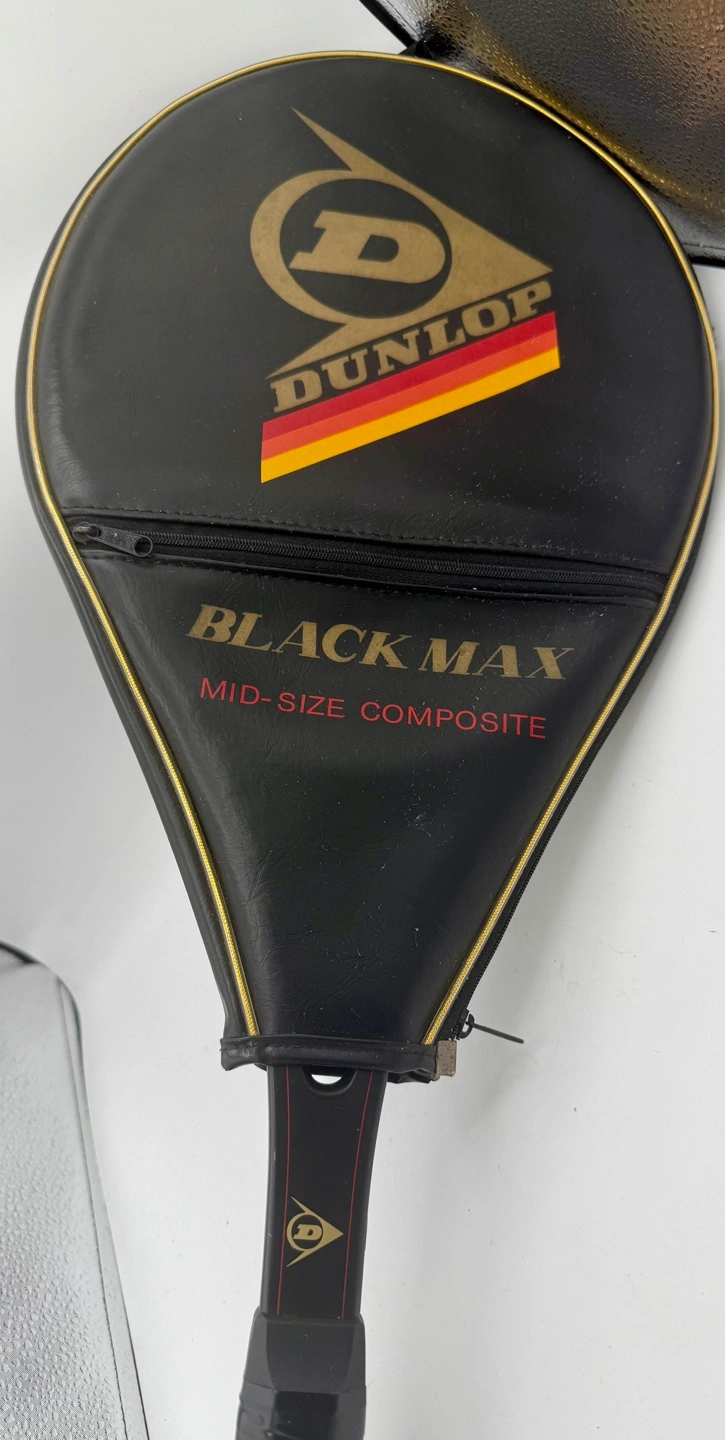 D
DUNLOP
BLACK MAX
MID-SIZE COMPOSITE
D